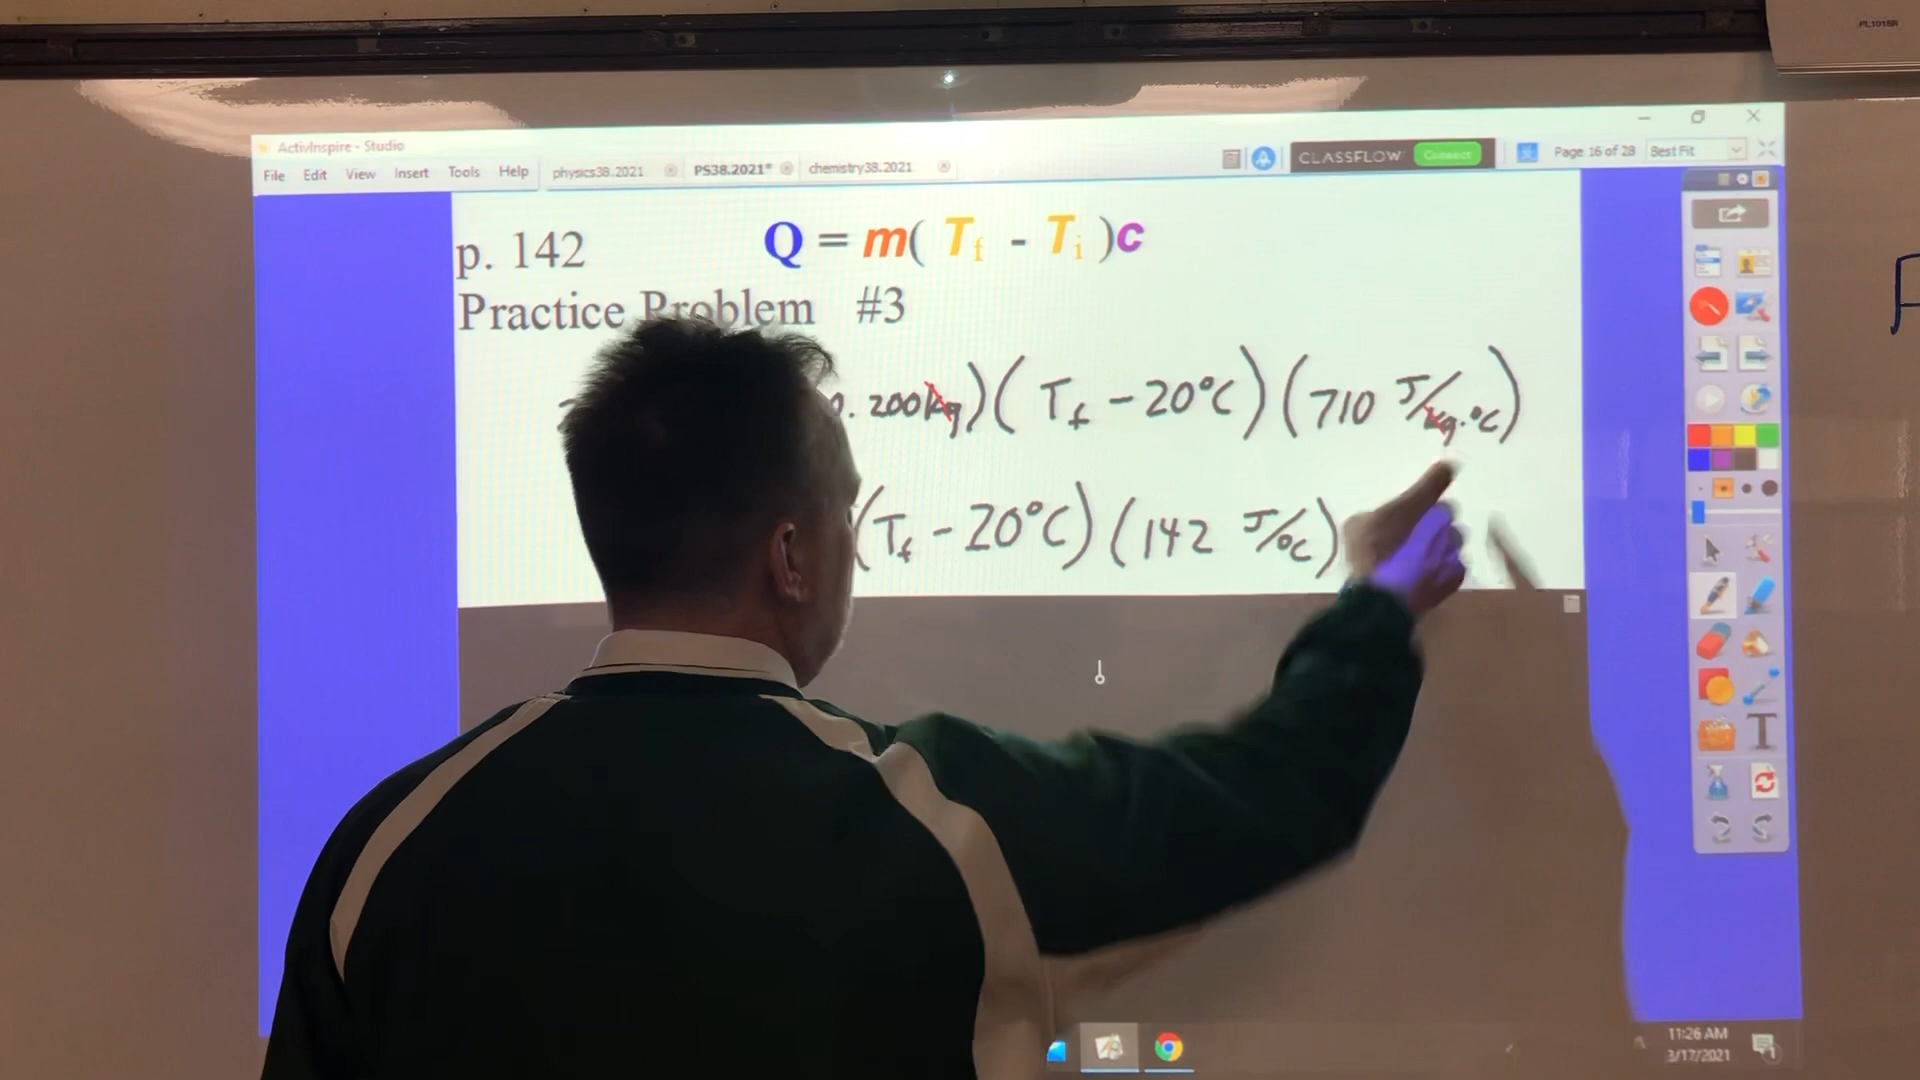 PL1018R
ActivInspire - Studio
File Edit View Insert Tools Help physics38.2021 PS38.2021* chemistry38.2021 CLASSFLOW Connect Page 16 of 28 Best Fit
p. 142 Q = m( Tf - Ti )c
Practice Problem #3
0.200kg)( Tf - 20°C)(710 J/kg·°C)
(Tf - 20°C)(142 J/°C)
T
11:26 AM
3/17/2021